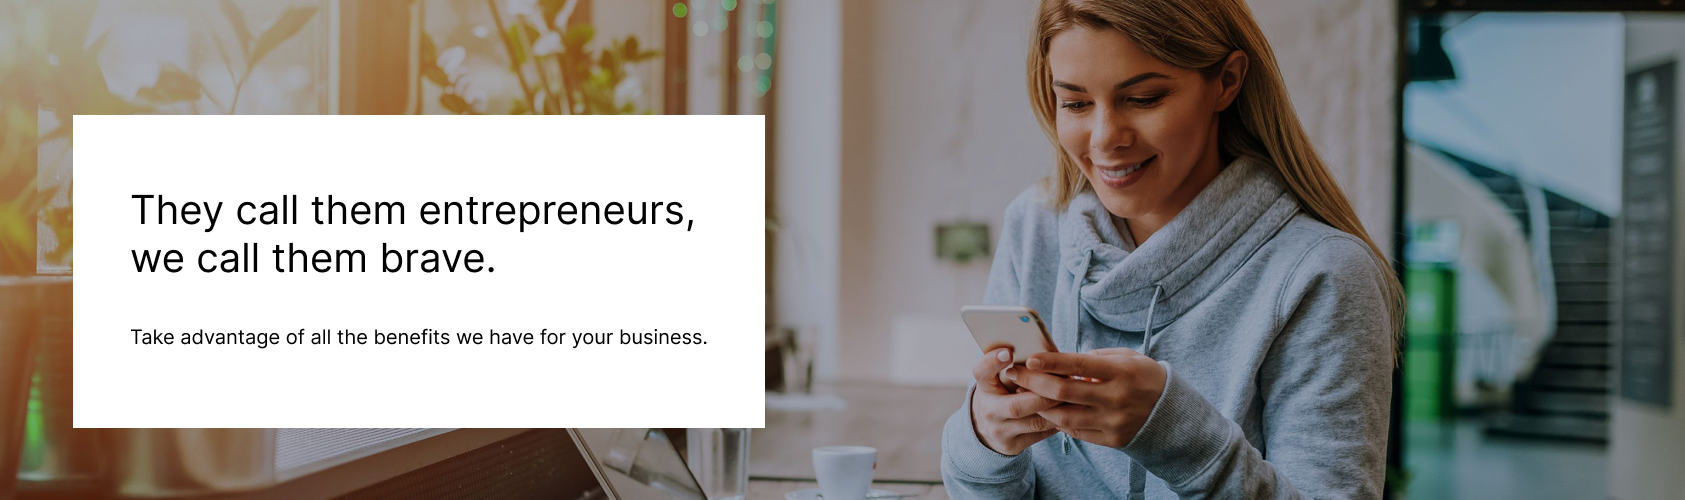 They call them entrepreneurs,
we call them brave.
Take advantage of all the benefits we have for your business.